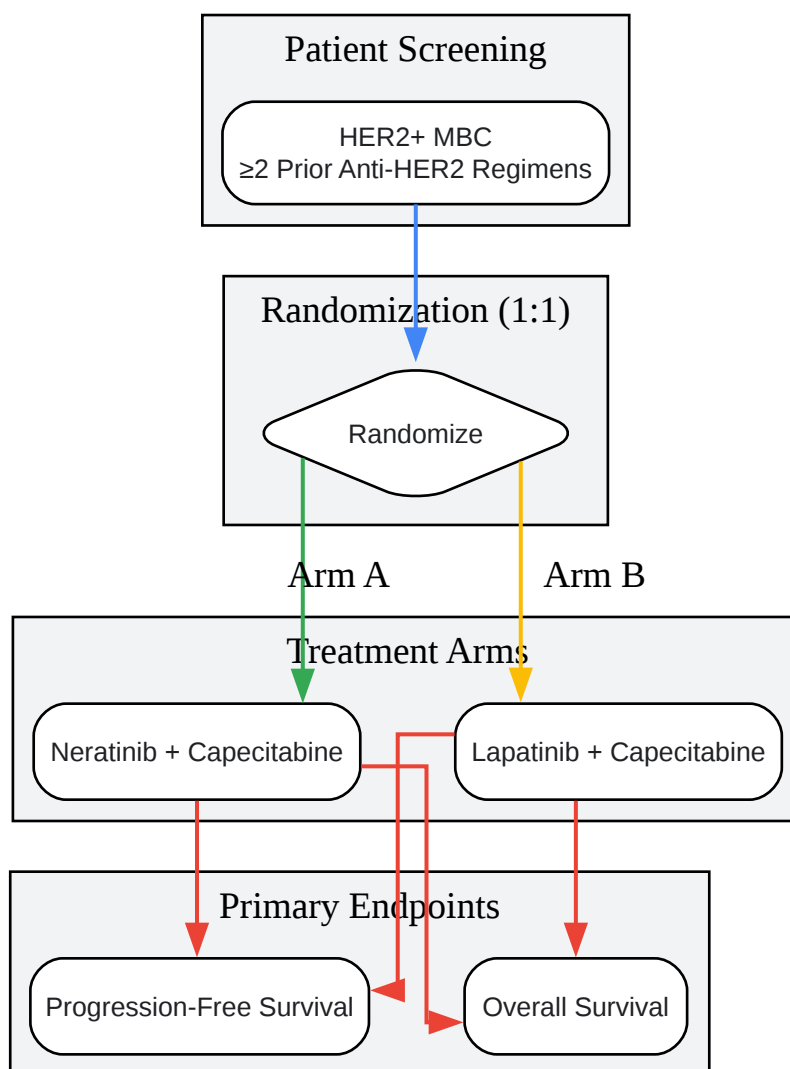 Patient Screening
HER2+ MBC
≥2 Prior Anti-HER2 Regimens
Randomization (1:1)
Randomize
Arm A
Arm B
Treatment Arms
Neratinib + Capecitabine
Lapatinib + Capecitabine
Primary Endpoints
Progression-Free Survival
Overall Survival